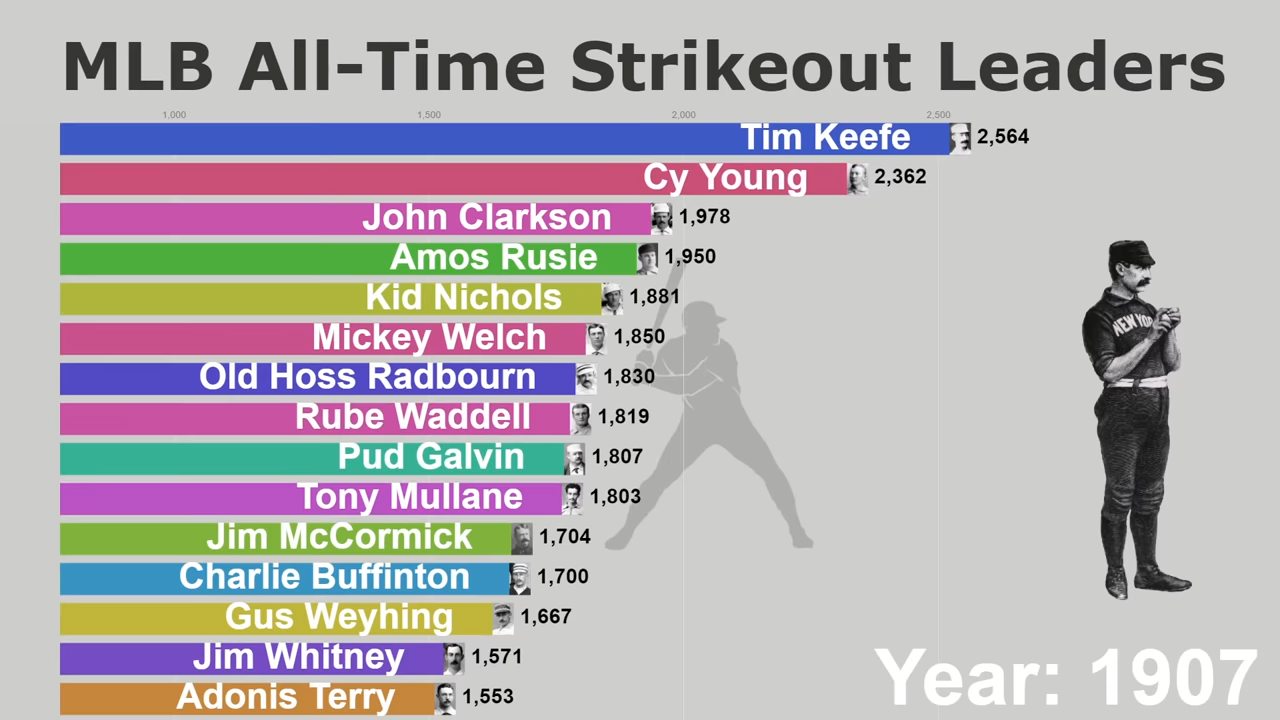 MLB All-Time Strikeout Leaders
1,000 1,500 2,000 2,500
Tim Keefe 2,564
Cy Young 2,362
John Clarkson 1,978
Amos Rusie 1,950
Kid Nichols 1,881
Mickey Welch 1,850
Old Hoss Radbourn 1,830
Rube Waddell 1,819
Pud Galvin 1,807
Tony Mullane 1,803
Jim McCormick 1,704
Charlie Buffinton 1,700
Gus Weyhing 1,667
Jim Whitney 1,571
Adonis Terry 1,553
NEW YOR
Year: 1907